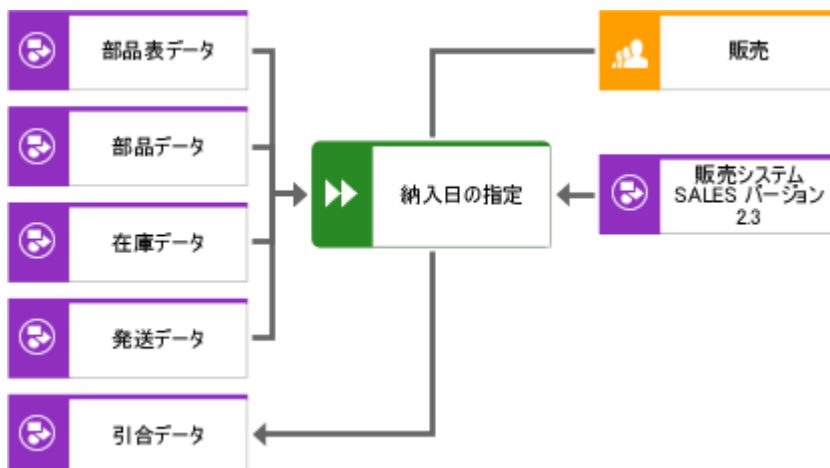 部品表データ
販売
部品データ
納入日の指定
販売システム
SALES バージョン
2.3
在庫データ
発送データ
引合データ